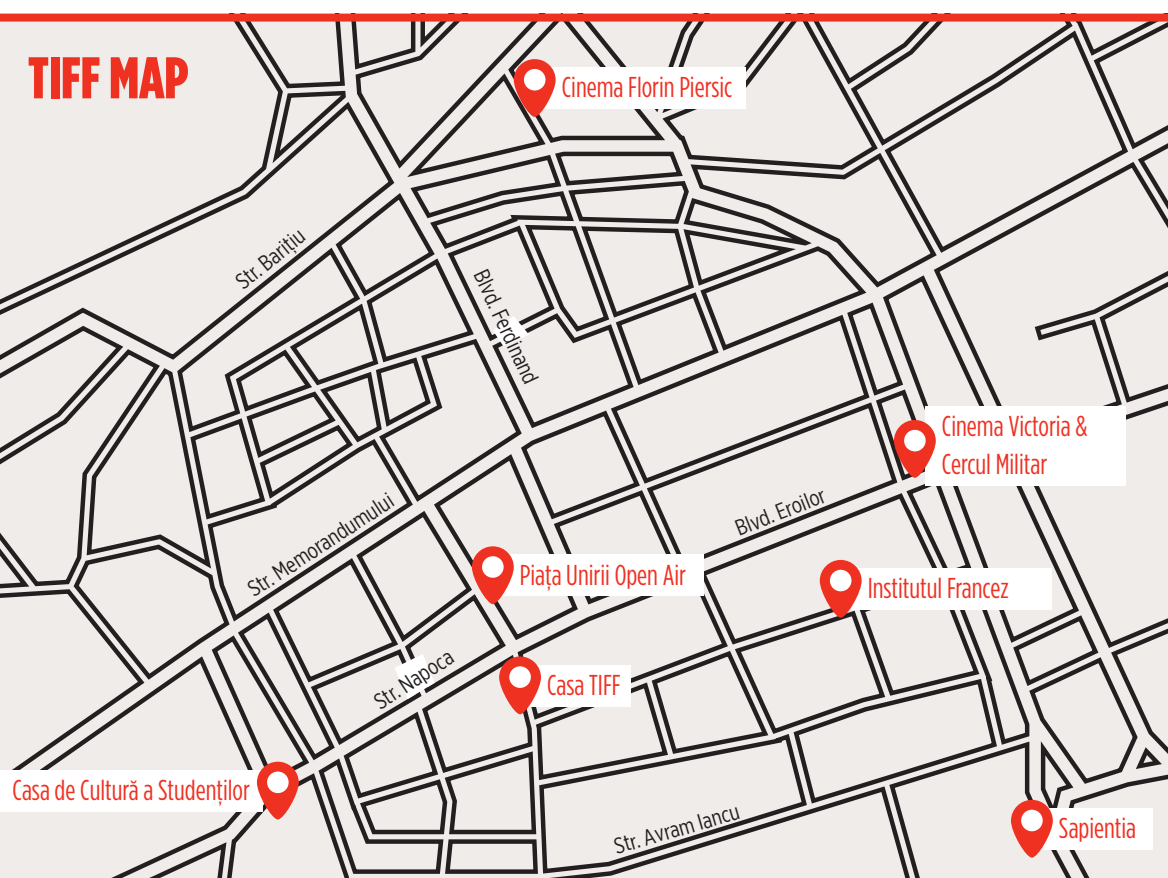 TIFF MAP
Cinema Florin Piersic
Str. Barițiu
Blvd. Ferdinand
Cinema Victoria &
Cercul Militar
Str. Memorandumului
Blvd. Eroilor
Piața Unirii Open Air
Institutul Francez
Str. Napoca
Casa TIFF
Casa de Cultură a Studenților
Str. Avram Iancu
Sapientia